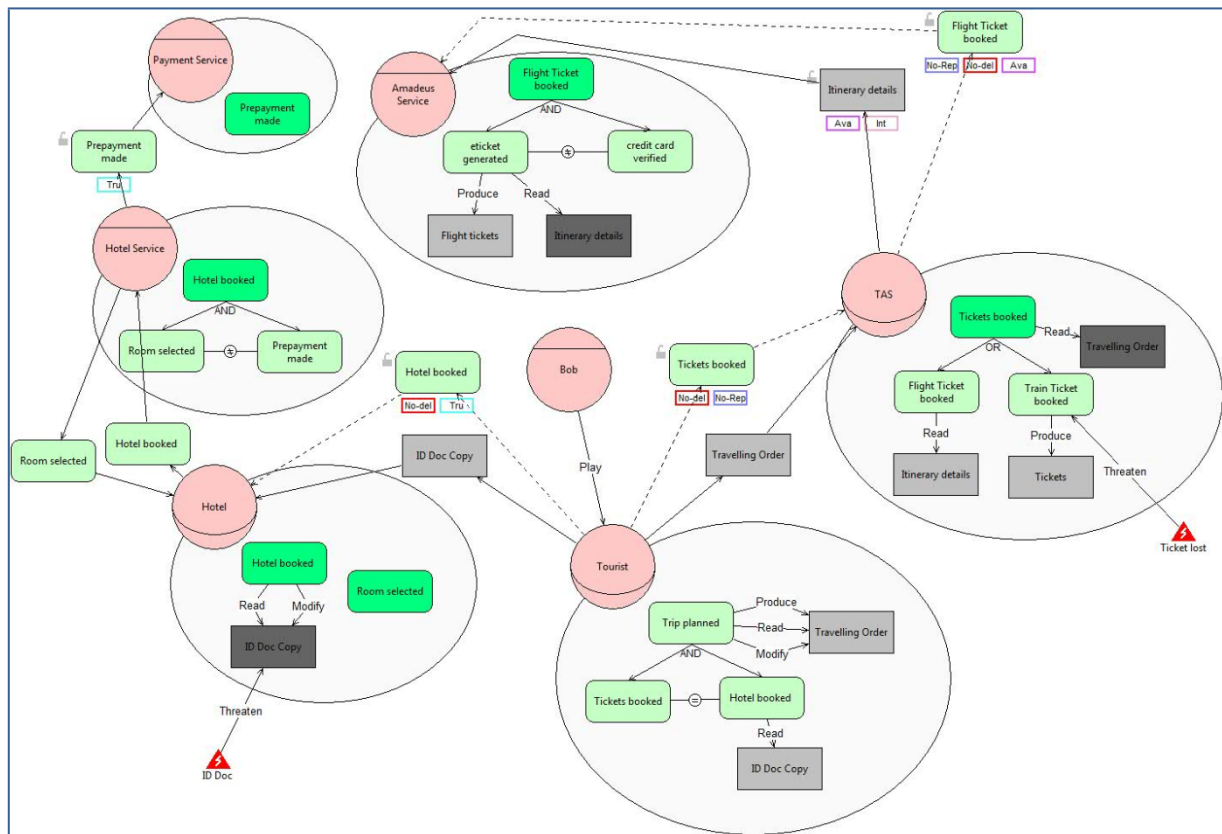 Payment Service
Prepayment
made
Prepayment
made
Tru
Amadeus
Service
Flight Ticket
booked
AND
eticket
generated
credit card
verified
Produce
Read
Flight tickets
Itinerary details
Flight Ticket
booked
No-Rep
No-del
Ava
Itinerary details
Ava
Int
Hotel Service
Hotel booked
AND
Room selected
Prepayment
made
TAS
Tickets booked
Read
Travelling Order
OR
Flight Ticket
booked
Train Ticket
booked
Read
Produce
Itinerary details
Tickets
Threaten
Ticket lost
Hotel booked
No-del
Tru
Bob
Tickets booked
No-del
No-Rep
Room selected
Hotel booked
ID Doc Copy
Play
Travelling Order
Hotel
Hotel booked
Room selected
Read
Modify
ID Doc Copy
Threaten
ID Doc
Tourist
Trip planned
Produce
Read
Modify
Travelling Order
AND
Tickets booked
Hotel booked
Read
ID Doc Copy